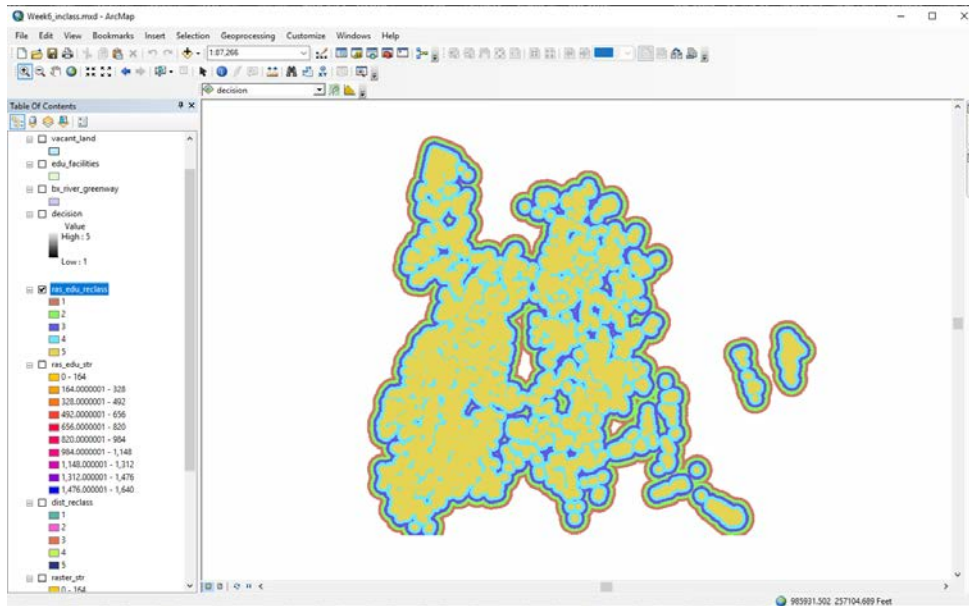 Week6_inclass.mxd - ArcMap
File Edit View Bookmarks Insert Selection Geoprocessing Customize Windows Help
1:87,266
decision
Table Of Contents
vacant_land
edu_facilities
bx_river_greenway
decision
Value
High : 5
Low : 1
ras_edu_reclass
1
2
3
4
5
ras_edu_str
0 - 164
164.0000001 - 328
328.0000001 - 492
492.0000001 - 656
656.0000001 - 820
820.0000001 - 984
984.0000001 - 1,148
1,148.000001 - 1,312
1,312.000001 - 1,476
1,476.000001 - 1,640
dist_reclass
1
2
3
4
5
raster_str
0 - 164
985931.502 257104.689 Feet